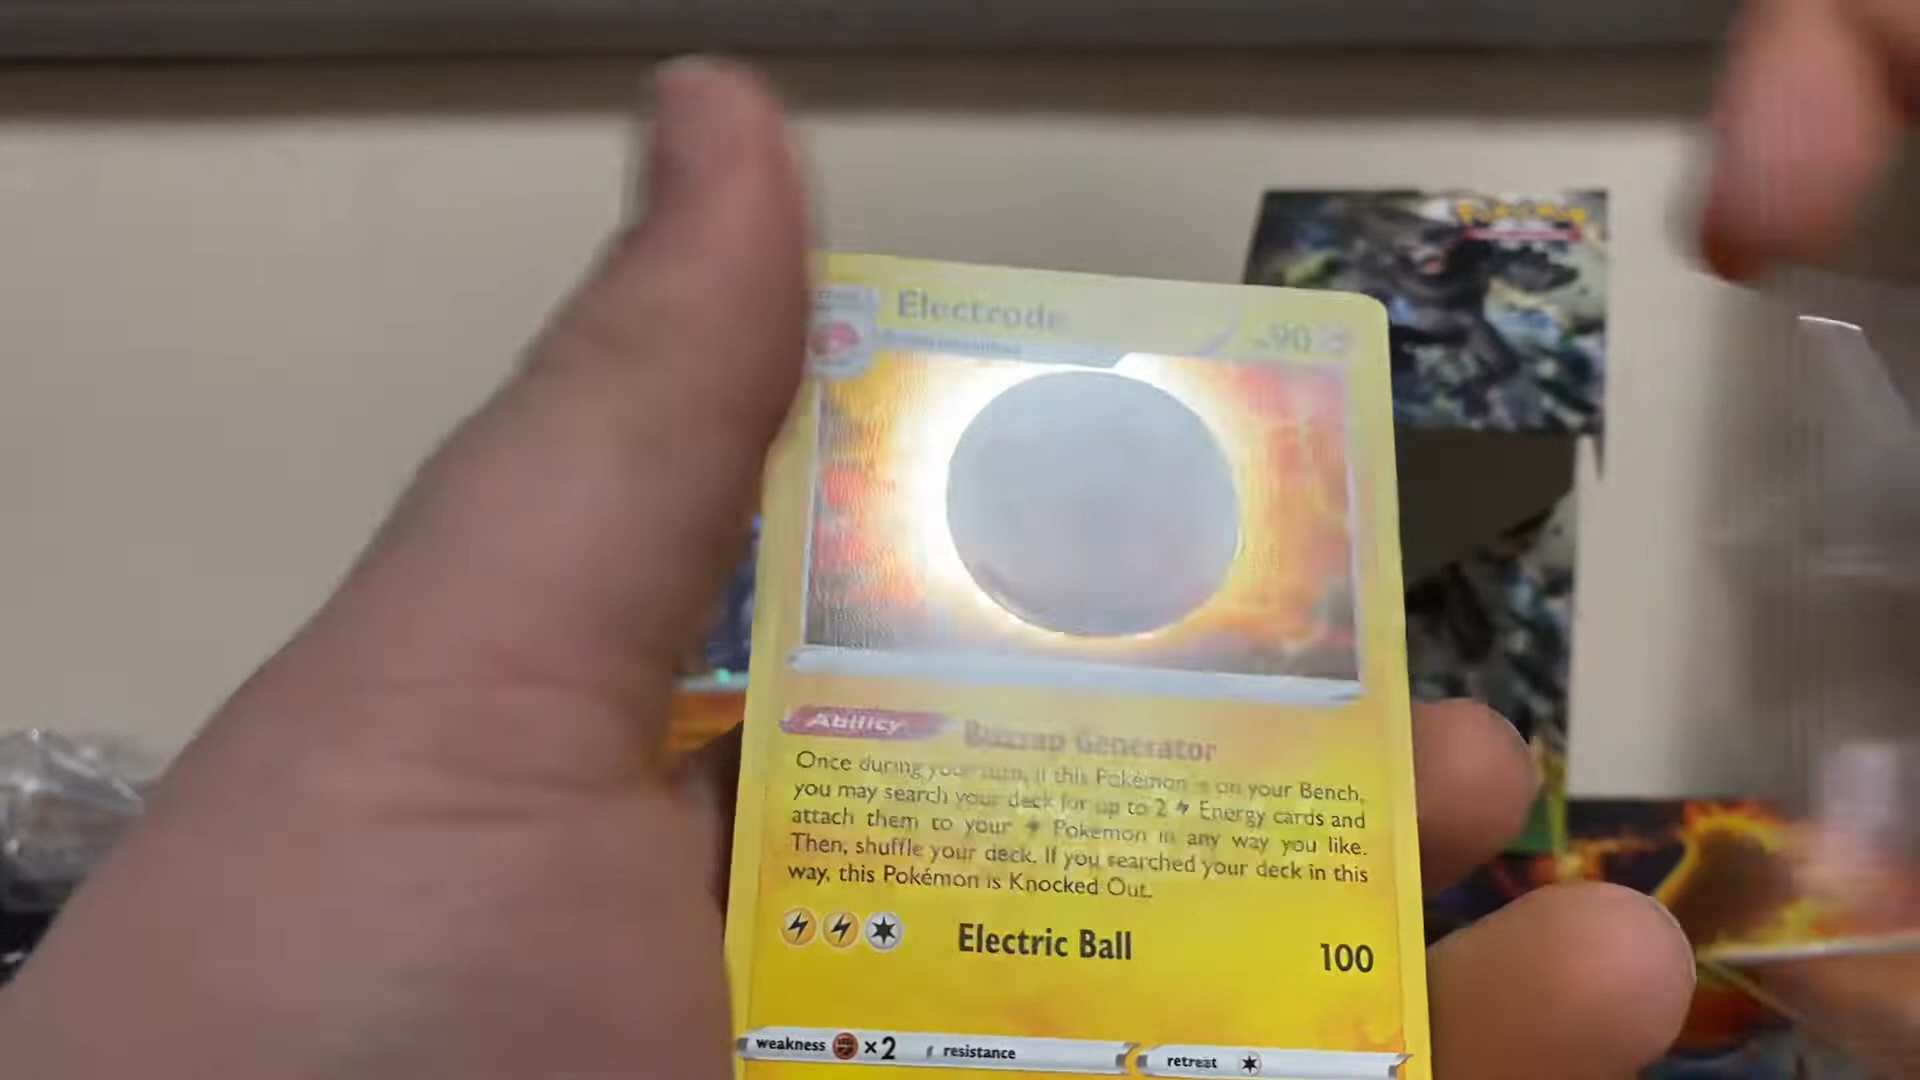 Pokémon
Electrode
90
Ability Buzzap Generator
Once during your turn, if this Pokémon is on your Bench,
you may search your deck for up to 2 Energy cards and
attach them to your Pokémon in any way you like.
Then, shuffle your deck. If you searched your deck in this
way, this Pokémon is Knocked Out.
Electric Ball 100
weakness ×2 resistance retreat